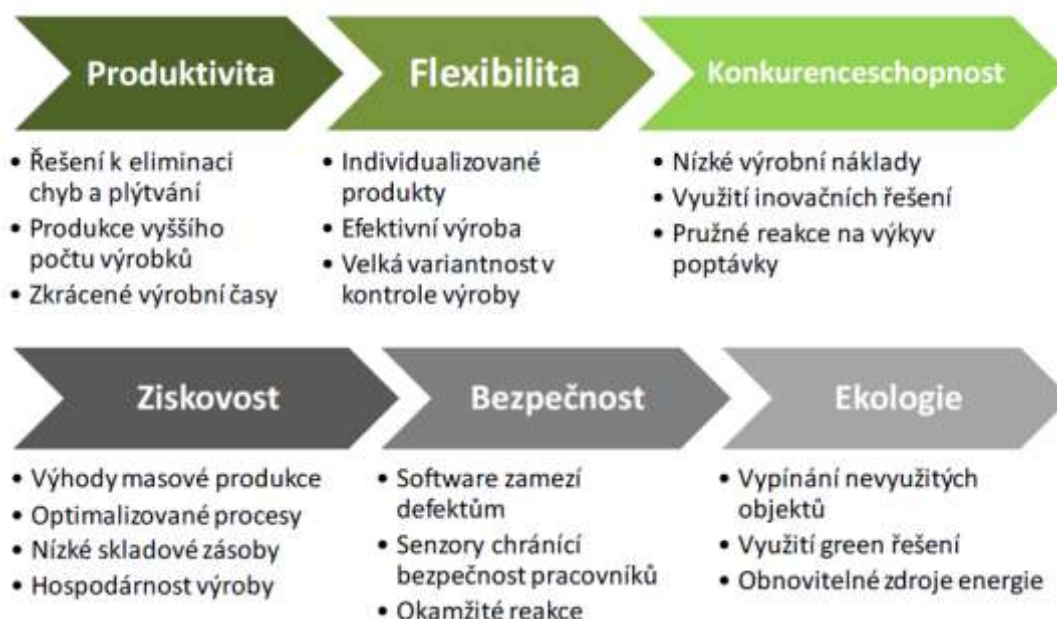 Produktivita
Flexibilita
Konkurenceschopnost
• Řešení k eliminaci
chyb a plýtvání
• Produkce vyššího
počtu výrobků
• Zkrácené výrobní časy
• Individualizované
produkty
• Efektivní výroba
• Velká variantnost v
kontrole výroby
• Nízké výrobní náklady
• Využití inovačních řešení
• Pružné reakce na výkyv
poptávky
Ziskovost
Bezpečnost
Ekologie
• Výhody masové produkce
• Optimalizované procesy
• Nízké skladové zásoby
• Hospodárnost výroby
• Software zamezí
defektům
• Senzory chránící
bezpečnost pracovníků
• Okamžité reakce
• Vypínání nevyužitých
objektů
• Využití green řešení
• Obnovitelné zdroje energie